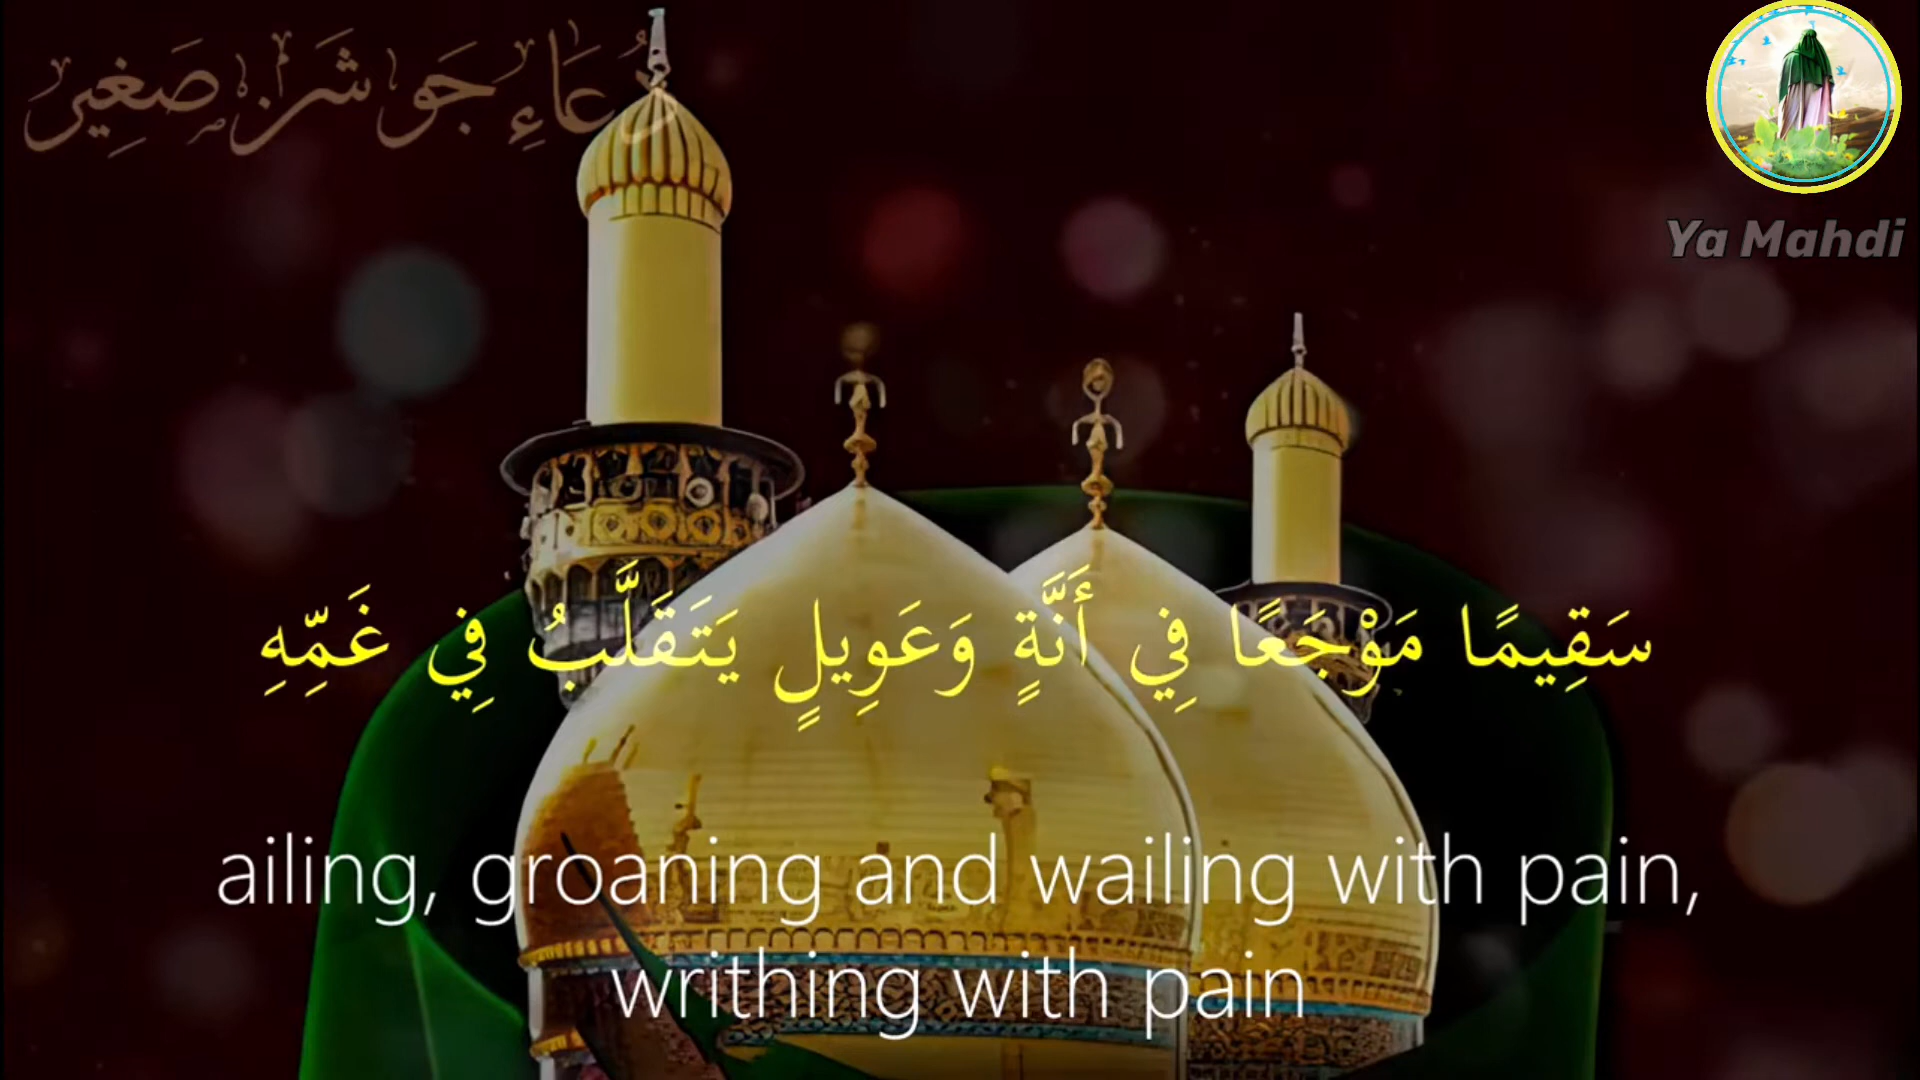 دُعَاءِ جَوْشَنْ صَغِيرْ
Ya Mahdi
سَقِيمًا مَوْجَعًا فِي أَنَّةٍ وَعَوِيلٍ يَتَقَلَّبُ فِي غَمِّهِ
ailing, groaning and wailing with pain,
writhing with pain